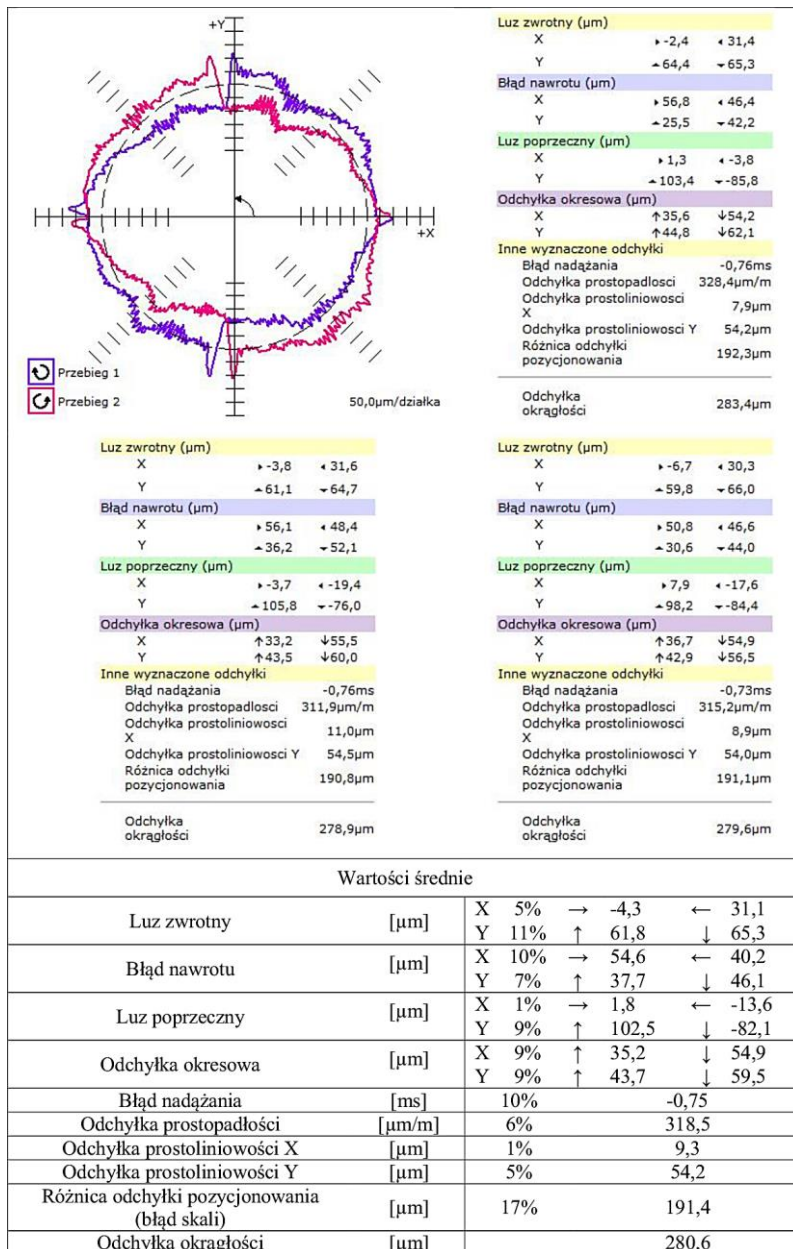 +Y
+X
Przebieg 1
Przebieg 2
50,0µm/działka
Luz zwrotny (µm)
X ▸-2,4 ◂31,4
Y ▴64,4 ▾65,3
Błąd nawrotu (µm)
X ▸56,8 ◂46,4
Y ▴25,5 ▾42,2
Luz poprzeczny (µm)
X ▸1,3 ◂-3,8
Y ▴103,4 ▾-85,8
Odchyłka okresowa (µm)
X ↑35,6 ↓54,2
Y ↑44,8 ↓62,1
Inne wyznaczone odchyłki
Błąd nadążania -0,76ms
Odchyłka prostopadlosci 328,4µm/m
Odchyłka prostoliniowosci
X 7,9µm
Odchyłka prostoliniowosci Y 54,2µm
Różnica odchyłki
pozycjonowania 192,3µm
Odchyłka
okrągłości 283,4µm
Luz zwrotny (µm)
X ▸-3,8 ◂31,6
Y ▴61,1 ▾64,7
Błąd nawrotu (µm)
X ▸56,1 ◂48,4
Y ▴36,2 ▾52,1
Luz poprzeczny (µm)
X ▸-3,7 ◂-19,4
Y ▴105,8 ▾-76,0
Odchyłka okresowa (µm)
X ↑33,2 ↓55,5
Y ↑43,5 ↓60,0
Inne wyznaczone odchyłki
Błąd nadążania -0,76ms
Odchyłka prostopadlosci 311,9µm/m
Odchyłka prostoliniowosci
X 11,0µm
Odchyłka prostoliniowosci Y 54,5µm
Różnica odchyłki
pozycjonowania 190,8µm
Odchyłka
okrągłości 278,9µm
Luz zwrotny (µm)
X ▸-6,7 ◂30,3
Y ▴59,8 ▾66,0
Błąd nawrotu (µm)
X ▸50,8 ◂46,6
Y ▴30,6 ▾44,0
Luz poprzeczny (µm)
X ▸7,9 ◂-17,6
Y ▴98,2 ▾-84,4
Odchyłka okresowa (µm)
X ↑36,7 ↓54,9
Y ↑42,9 ↓56,5
Inne wyznaczone odchyłki
Błąd nadążania -0,73ms
Odchyłka prostopadlosci 315,2µm/m
Odchyłka prostoliniowosci
X 8,9µm
Odchyłka prostoliniowosci Y 54,0µm
Różnica odchyłki
pozycjonowania 191,1µm
Odchyłka
okrągłości 279,6µm
Wartości średnie
Luz zwrotny [µm] X 5% → -4,3 ← 31,1
Y 11% ↑ 61,8 ↓ 65,3
Błąd nawrotu [µm] X 10% → 54,6 ← 40,2
Y 7% ↑ 37,7 ↓ 46,1
Luz poprzeczny [µm] X 1% → 1,8 ← -13,6
Y 9% ↑ 102,5 ↓ -82,1
Odchyłka okresowa [µm] X 9% ↑ 35,2 ↓ 54,9
Y 9% ↑ 43,7 ↓ 59,5
Błąd nadążania [ms] 10% -0,75
Odchyłka prostopadłości [µm/m] 6% 318,5
Odchyłka prostoliniowości X [µm] 1% 9,3
Odchyłka prostoliniowości Y [µm] 5% 54,2
Różnica odchyłki pozycjonowania
(błąd skali) [µm] 17% 191,4
Odchyłka okrągłości [µm] 280,6